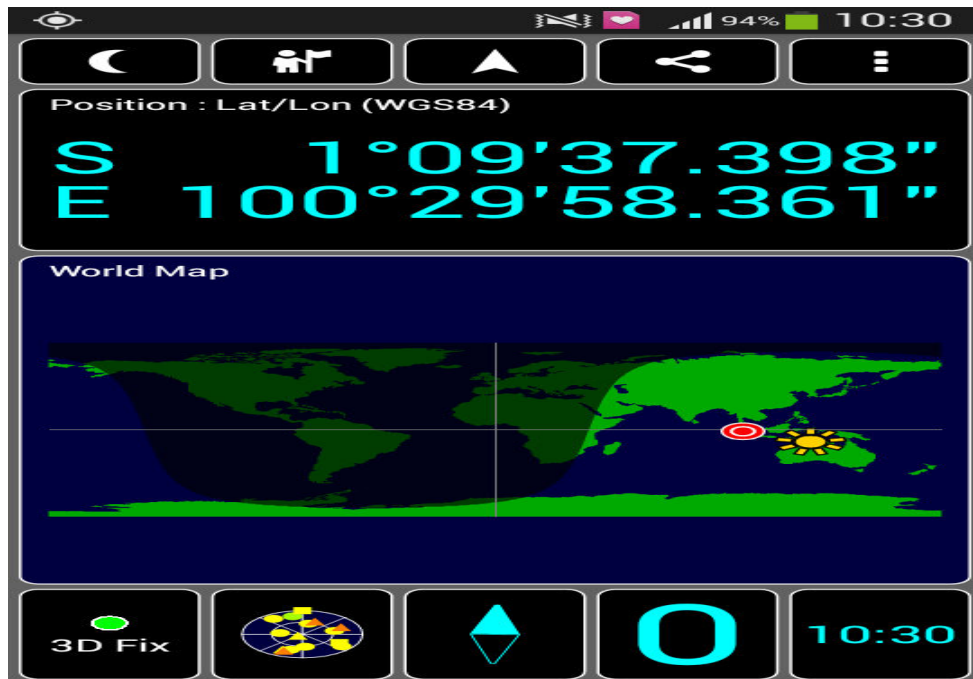 94% 10:30
Position : Lat/Lon (WGS84)
S 1°09'37.398"
E 100°29'58.361"
World Map
3D Fix
0
10:30